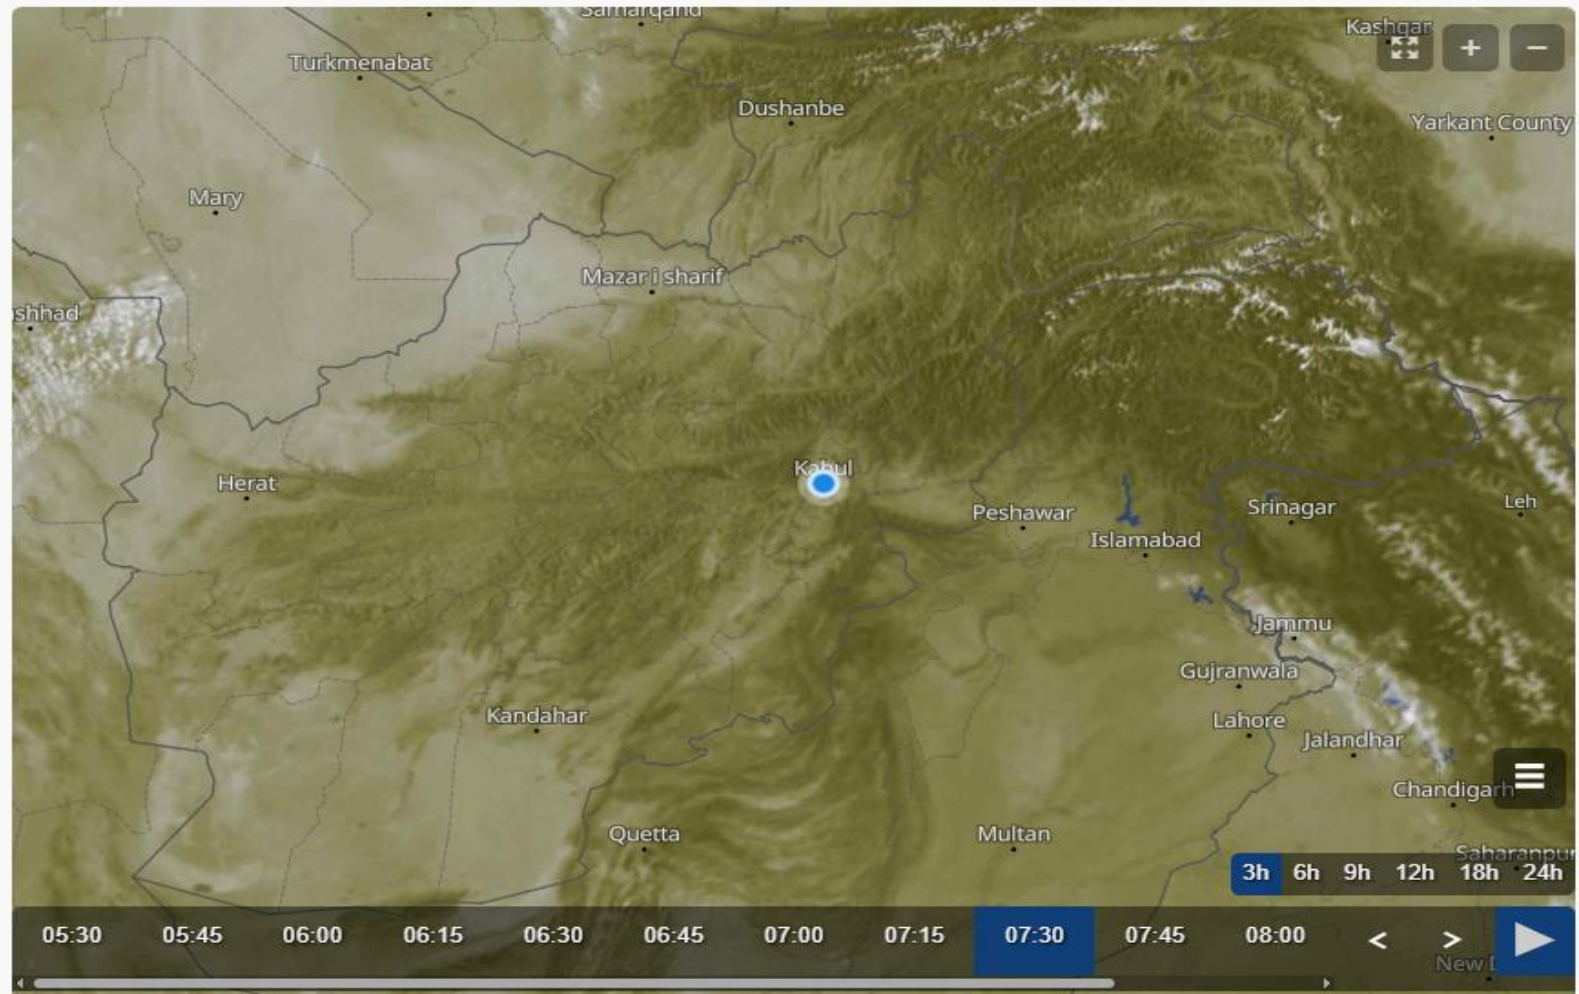 Samarqand
Kashgar
Turkmenabat
Dushanbe
Yarkant County
Mary
Mazar i sharif
shhad
Kabul
Herat
Peshawar
Srinagar
Leh
Islamabad
Jammu
Gujranwala
Kandahar
Lahore
Jalandhar
Chandigarh
Quetta
Multan
Saharanpur
3h 6h 9h 12h 18h 24h
05:30 05:45 06:00 06:15 06:30 06:45 07:00 07:15 07:30 07:45 08:00 < >
New D